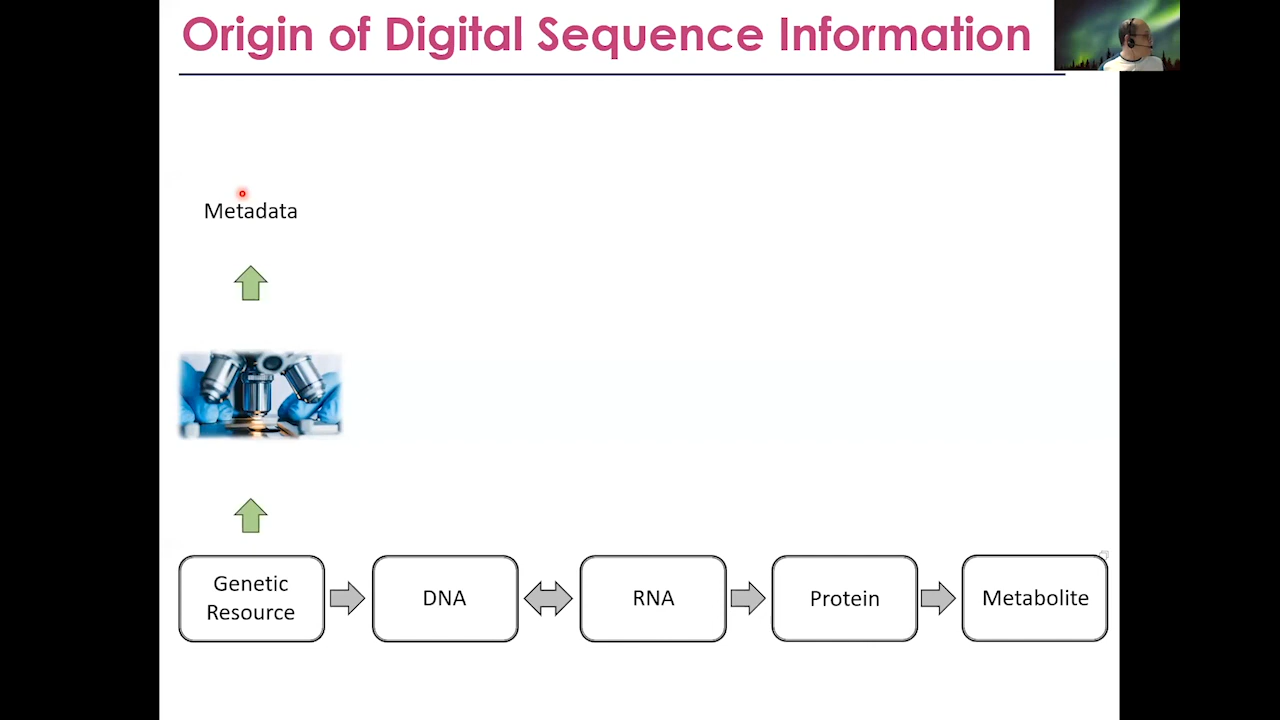 Origin of Digital Sequence Information
Metadata
Genetic
Resource
DNA
RNA
Protein
Metabolite